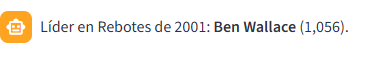 Líder en Rebotes de 2001: Ben Wallace (1,056).